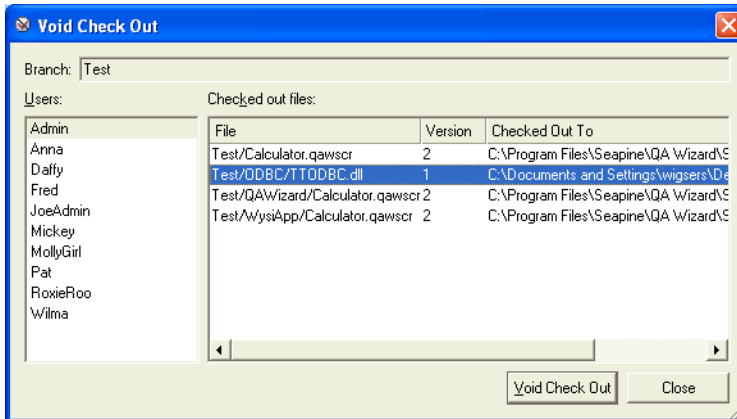 Void Check Out
Branch: Test
Users: Checked out files:
Admin
Anna
Daffy
Fred
JoeAdmin
Mickey
MollyGirl
Pat
RoxieRoo
Wilma
File Version Checked Out To
Test/Calculator.qawscr 2 C:\Program Files\Seapine\QA Wizard\S
Test/ODBC/TTODBC.dll 1 C:\Documents and Settings\wigsers\De
Test/QAWizard/Calculator.qawscr 2 C:\Program Files\Seapine\QA Wizard\S
Test/WysiApp/Calculator.qawscr 2 C:\Program Files\Seapine\QA Wizard\S
Void Check Out Close